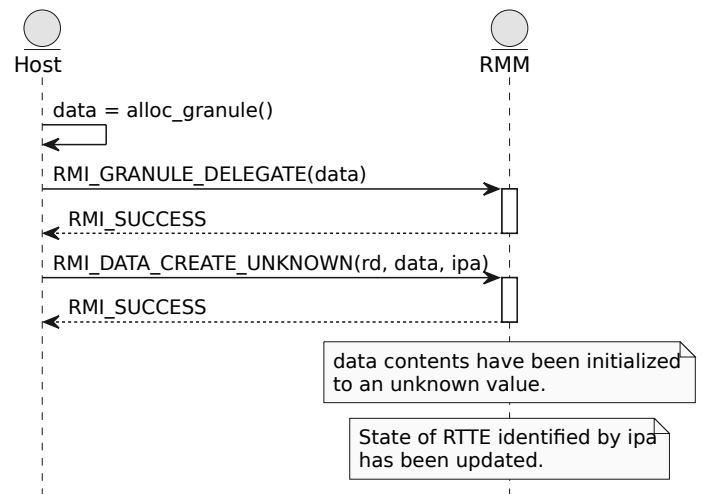 Host
RMM
data = alloc_granule()
RMI_GRANULE_DELEGATE(data)
RMI_SUCCESS
RMI_DATA_CREATE_UNKNOWN(rd, data, ipa)
RMI_SUCCESS
data contents have been initialized
to an unknown value.
State of RTTE identified by ipa
has been updated.